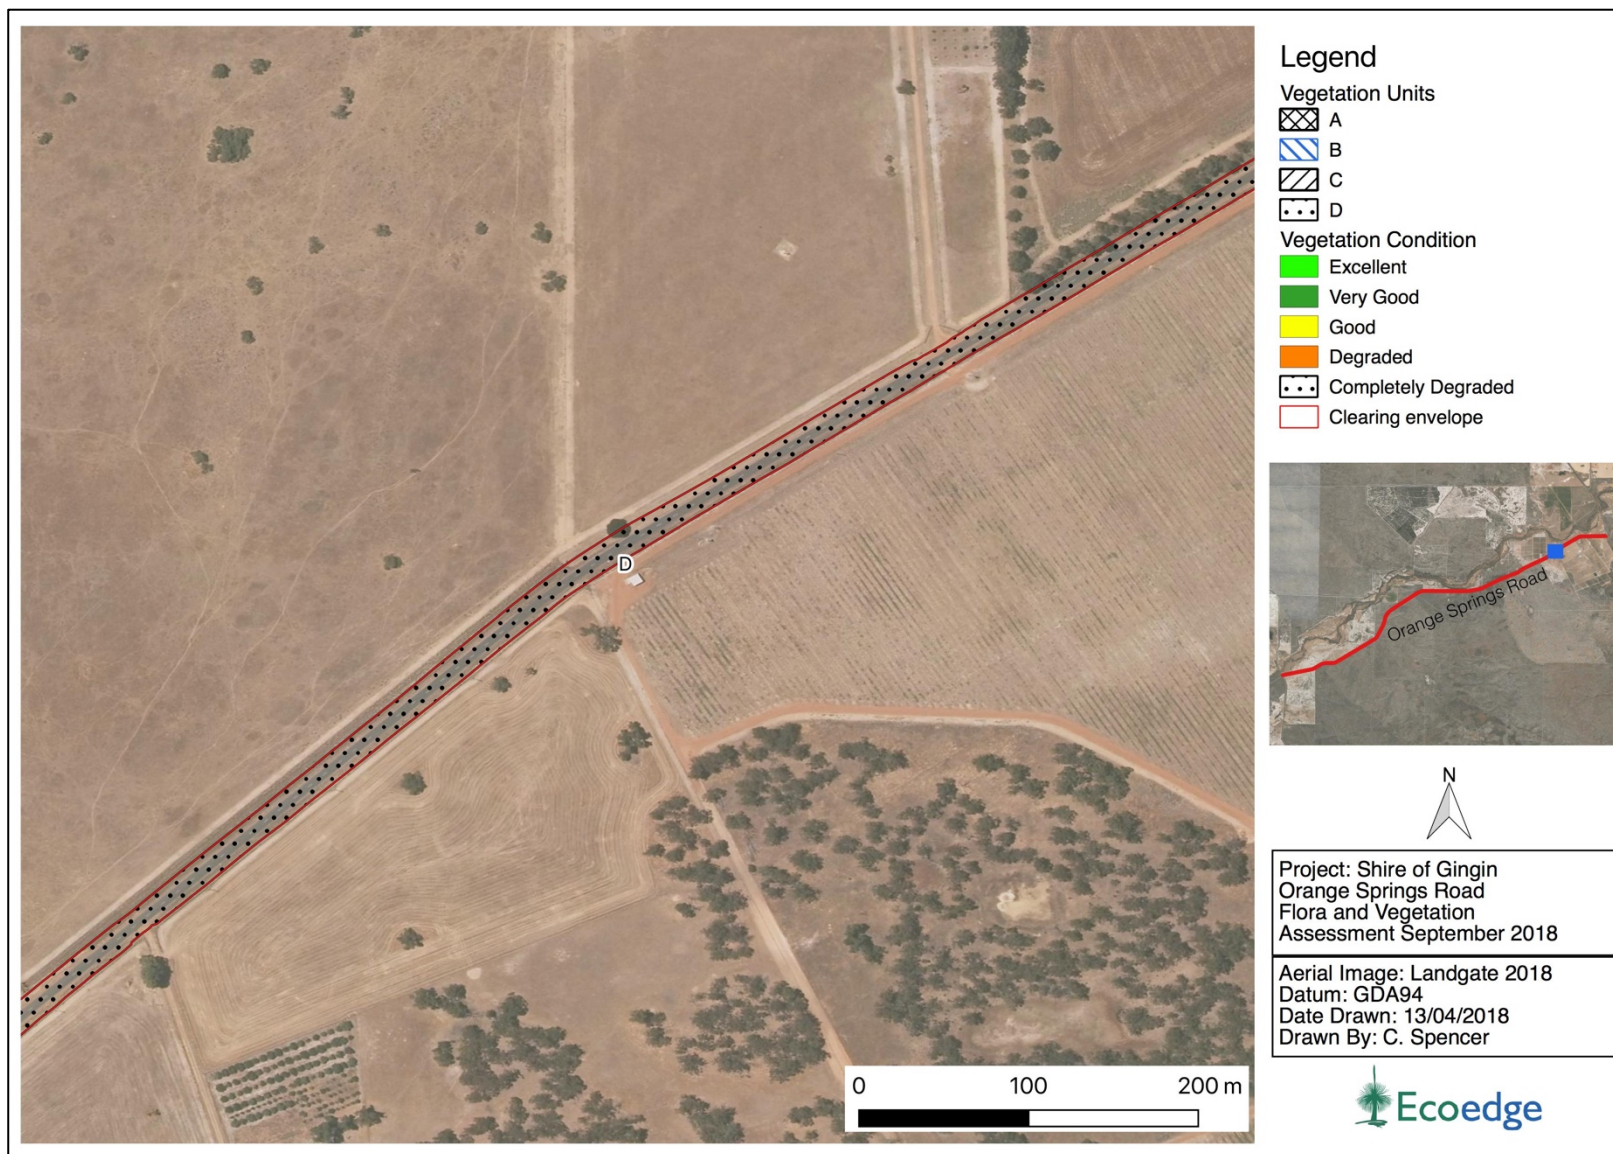 Legend
Vegetation Units
A
B
C
D
Vegetation Condition
Excellent
Very Good
Good
Degraded
Completely Degraded
Clearing envelope
D
Orange Springs Road
N
Project: Shire of Gingin
Orange Springs Road
Flora and Vegetation
Assessment September 2018
Aerial Image: Landgate 2018
Datum: GDA94
Date Drawn: 13/04/2018
Drawn By: C. Spencer
0 100 200 m
Ecoedge